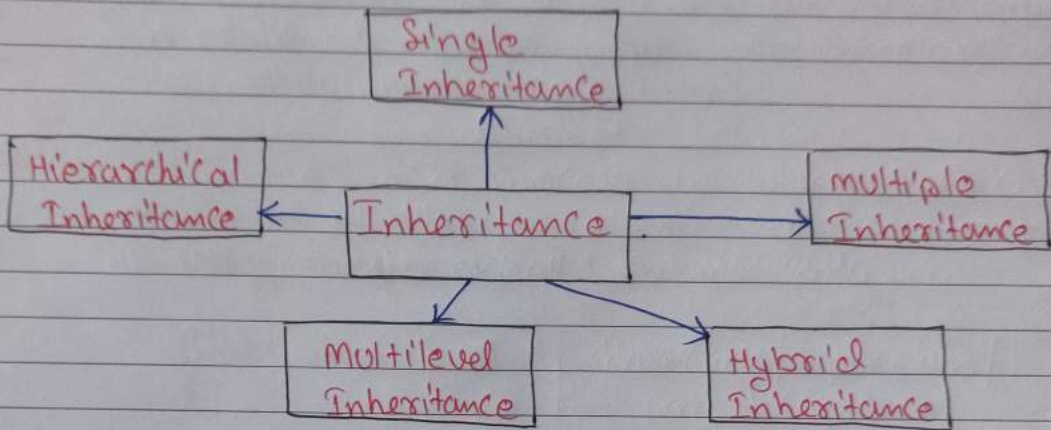 Single
Inheritance
Hierarchical
Inheritance
Inheritance
multiple
Inheritance
Multilevel
Inheritance
Hybrid
Inheritance